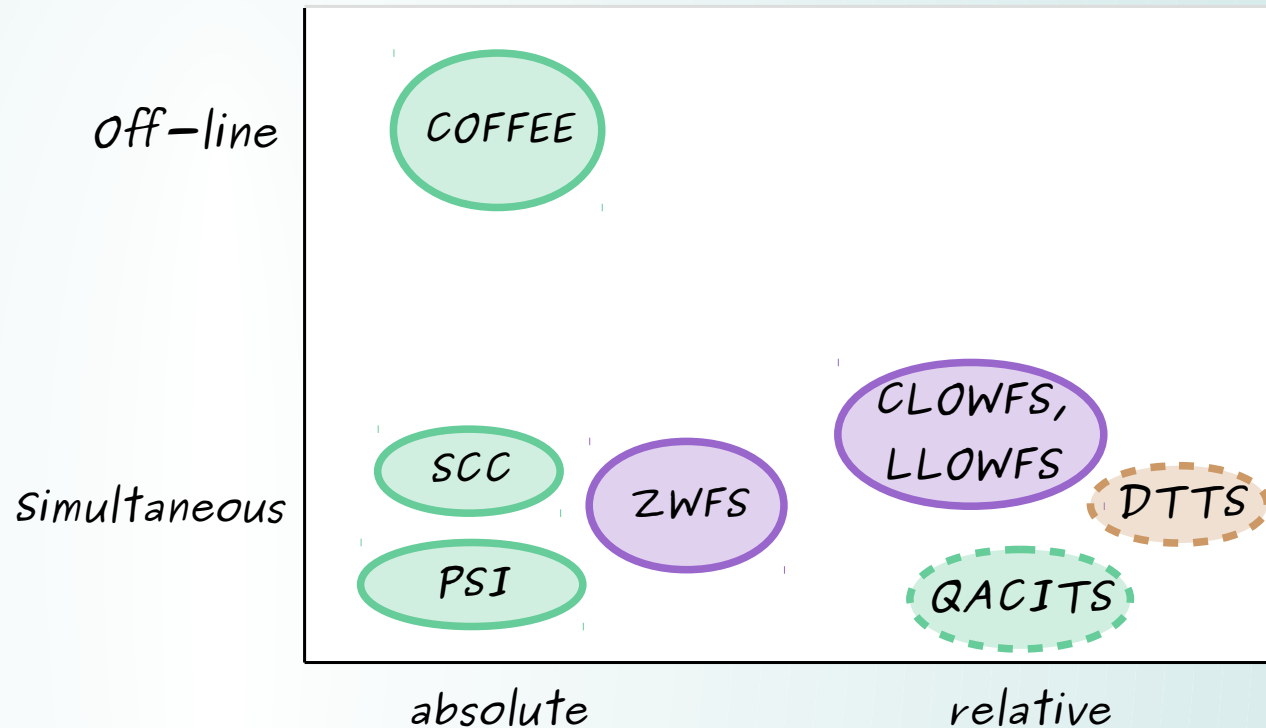 Off-line
COFFEE
CLOWFS,
LLOWFS
SCC
ZWFS
DTTS
simultaneous
PSI
QACITS
absolute
relative